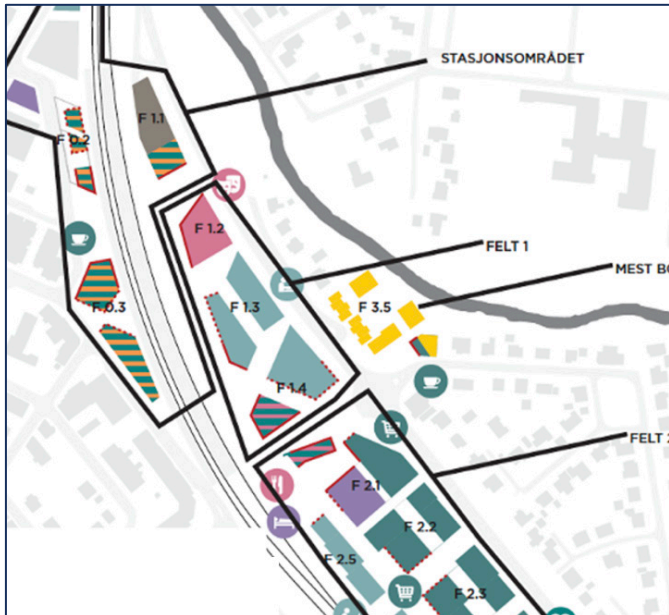 STASJONSOMRÅDET
F 1.1
F 0.2
F 1.2
FELT 1
MEST BO
F 0.3
F 1.3
F 3.5
F 1.4
FELT 2
F 2.1
F 2.2
F 2.5
F 2.3